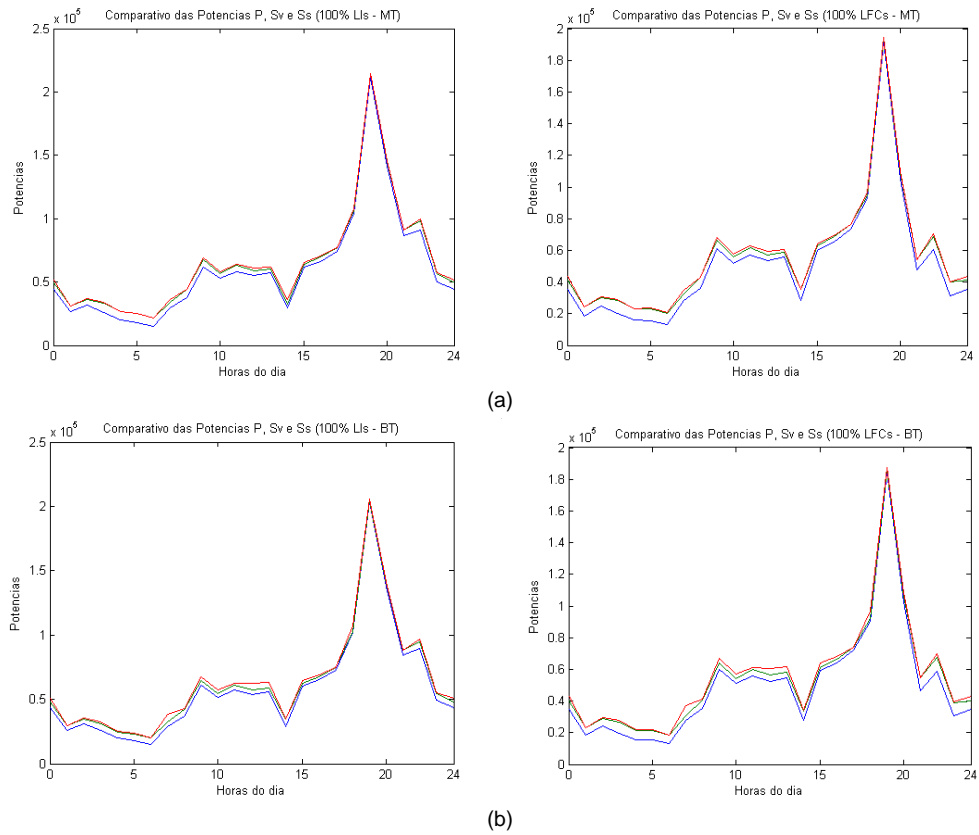 Comparativo das Potencias P, Sv e Ss (100% LIs - MT)
x 10^5
2.5
2
1.5
1
0.5
0
Potencias
0 5 10 15 20 24
Horas do dia
Comparativo das Potencias P, Sv e Ss (100% LFCs - MT)
x 10^5
2
1.8
1.6
1.4
1.2
1
0.8
0.6
0.4
0.2
0
Potencias
0 5 10 15 20 24
Horas do dia
(a)
Comparativo das Potencias P, Sv e Ss (100% LIs - BT)
x 10^5
2.5
2
1.5
1
0.5
0
Potencias
0 5 10 15 20 24
Horas do dia
Comparativo das Potencias P, Sv e Ss (100% LFCs - BT)
x 10^5
2
1.8
1.6
1.4
1.2
1
0.8
0.6
0.4
0.2
0
Potencias
0 5 10 15 20 24
Horas do dia
(b)